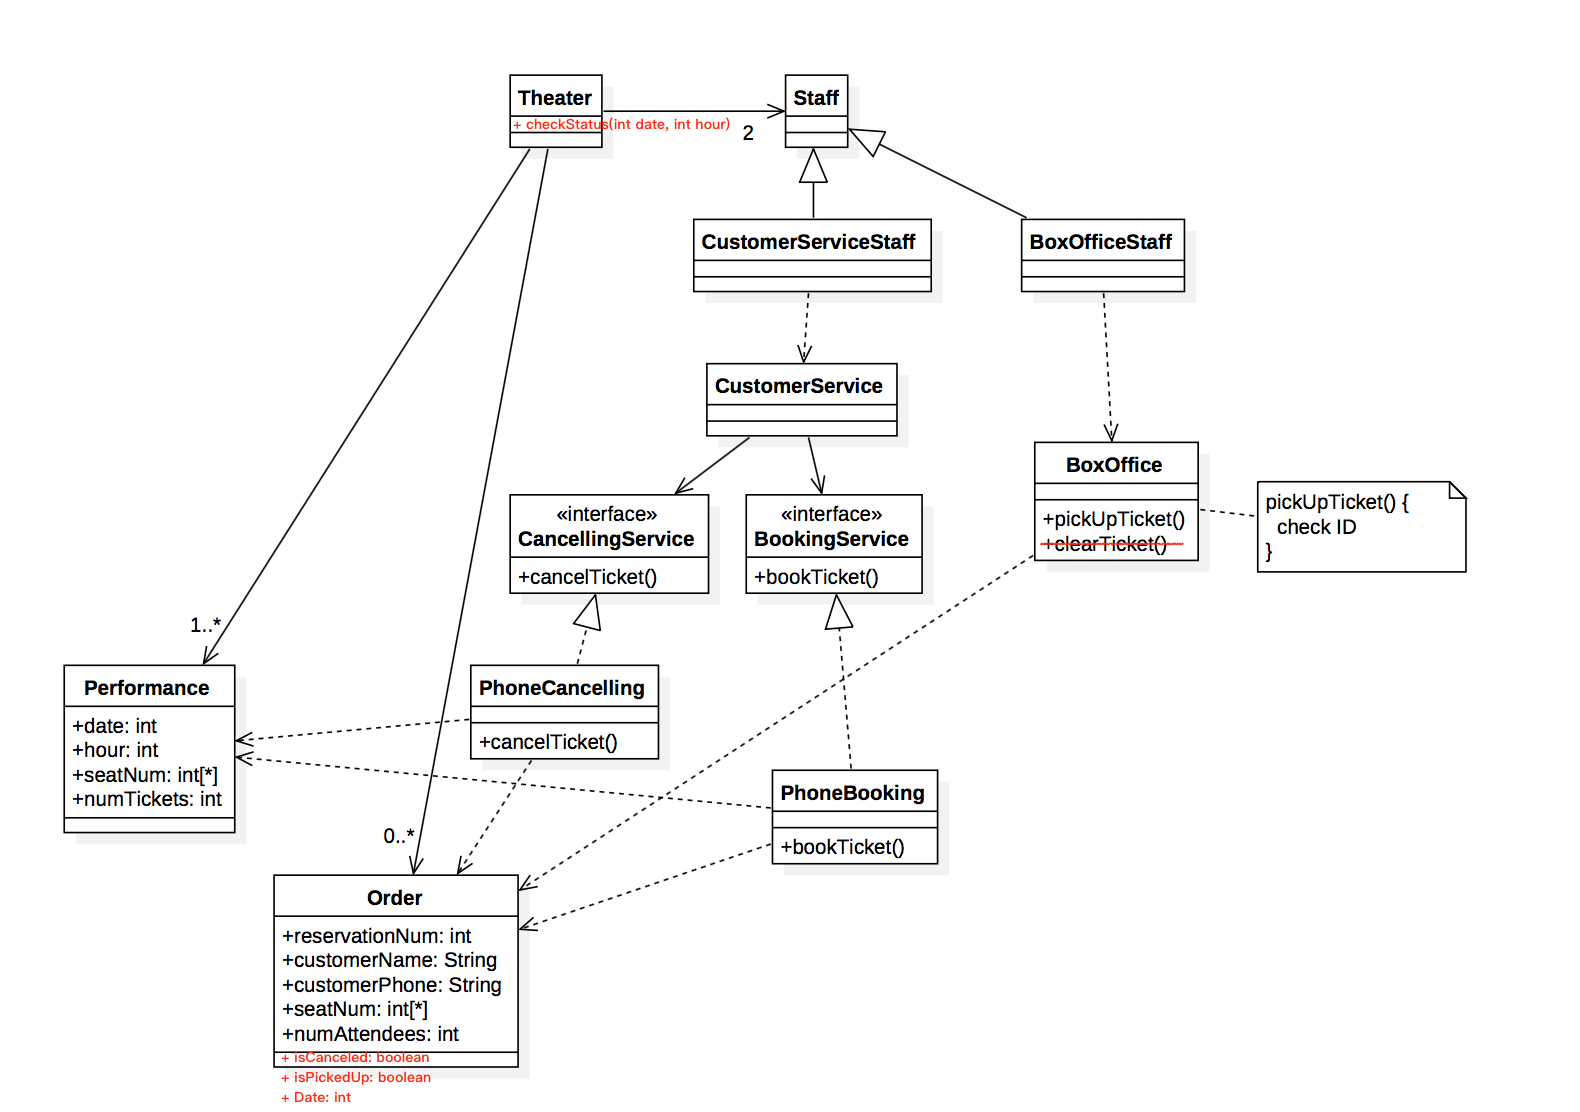 Theater
+ checkStatus(int date, int hour)
2
Staff
CustomerServiceStaff
BoxOfficeStaff
CustomerService
BoxOffice
+pickUpTicket()
+clearTicket()
pickUpTicket() {
check ID
}
«interface»
CancellingService
+cancelTicket()
«interface»
BookingService
+bookTicket()
1..*
Performance
+date: int
+hour: int
+seatNum: int[*]
+numTickets: int
PhoneCancelling
+cancelTicket()
PhoneBooking
+bookTicket()
0..*
Order
+reservationNum: int
+customerName: String
+customerPhone: String
+seatNum: int[*]
+numAttendees: int
+ isCanceled: boolean
+ isPickedUp: boolean
+ Date: int